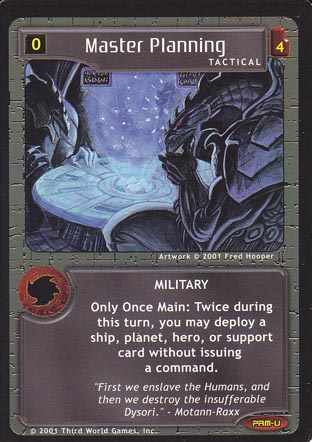 0
Master Planning
4
TACTICAL
Artwork © 2001 Fred Hooper
MILITARY
Only Once Main: Twice during
this turn, you may deploy a
ship, planet, hero, or support
card without issuing
a command.
"First we enslave the Humans, and
then we destroy the insufferable
Dysori." - Motann-Raxx
© 2001 Third World Games, Inc.
PRM-U